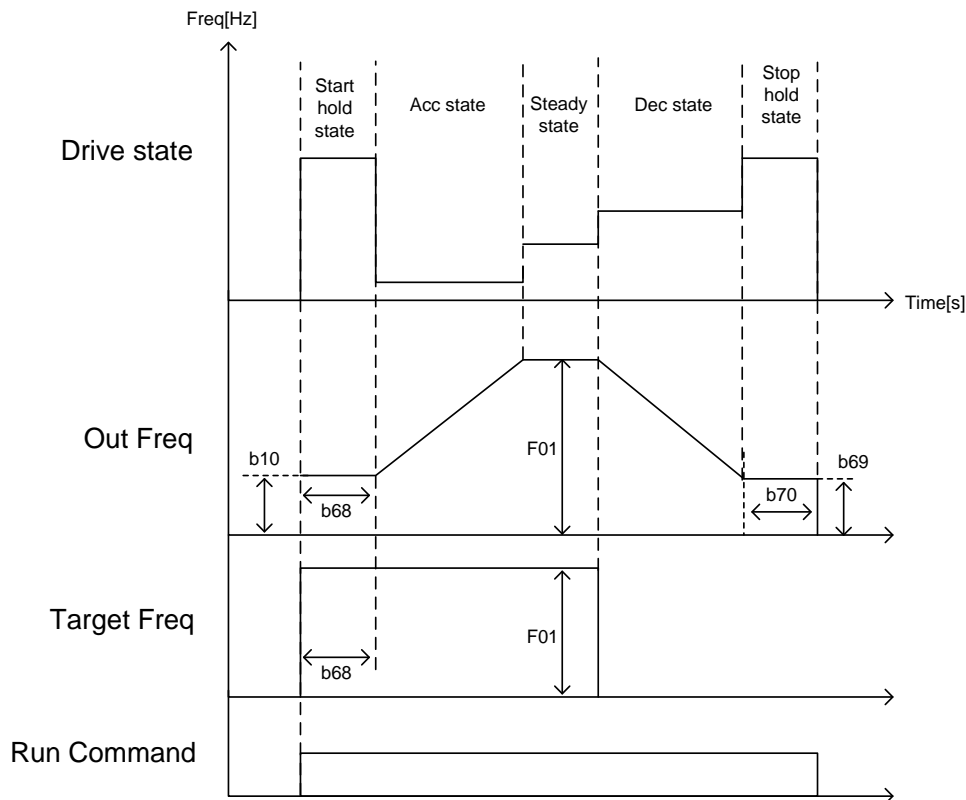 Freq[Hz]
Start
hold
state
Acc state
Steady
state
Dec state
Stop
hold
state
Drive state
Time[s]
Out Freq
b10
b68
F01
b70
b69
Target Freq
b68
F01
Run Command